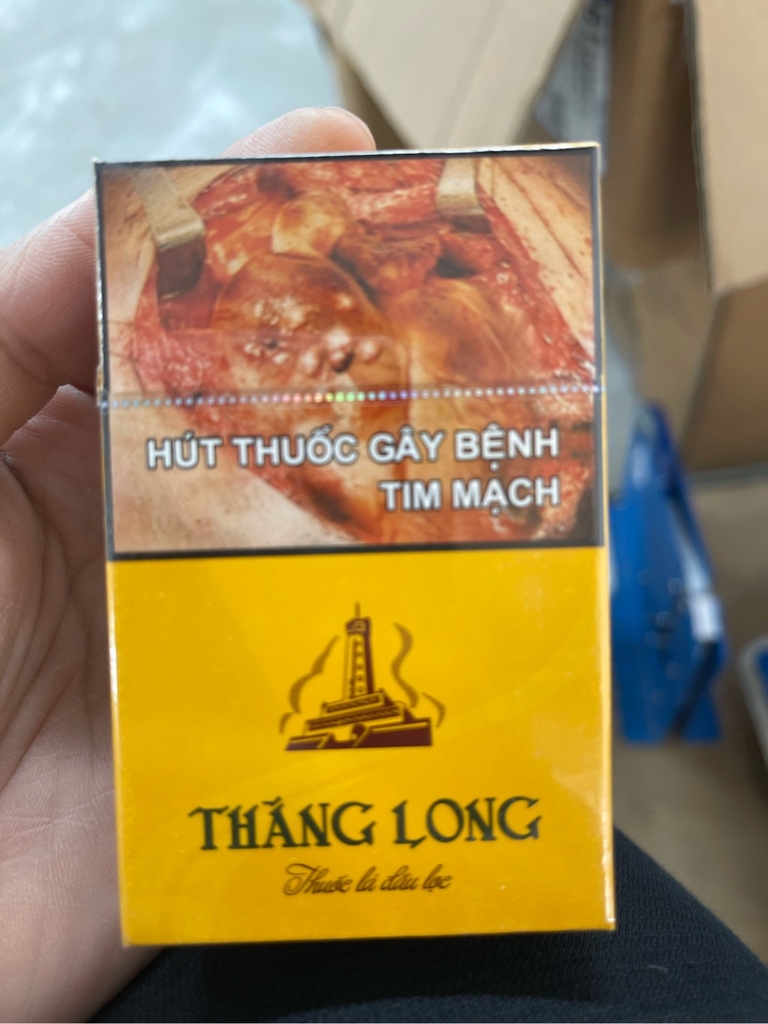 HÚT THUỐC GÂY BỆNH
TIM MẠCH
THĂNG LONG
Thuốc lá đầu lọc